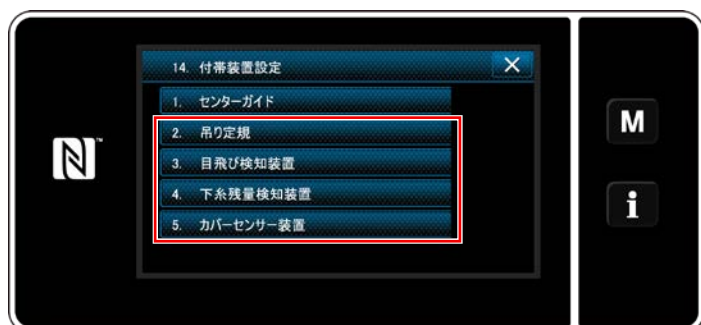 14. 付帯装置設定
1. センターガイド
2. 吊り定規
3. 目飛び検知装置
4. 下糸残量検知装置
5. カバーセンサー装置
M
i